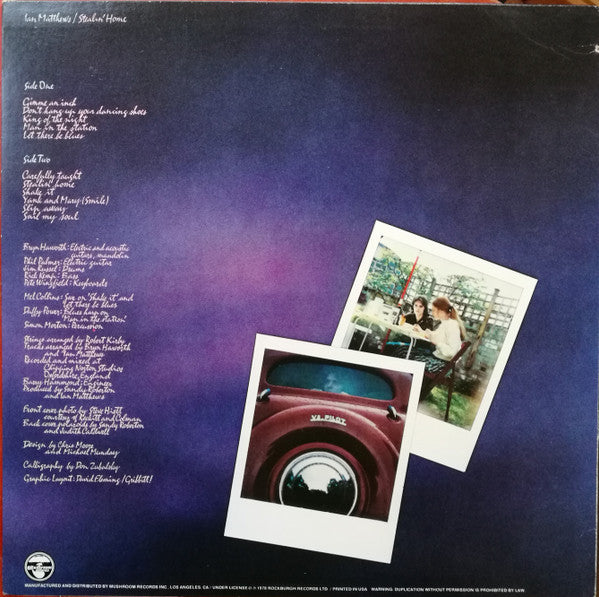 Ian Matthews / Stealin' Home
Side One
Gimme an inch
Don't hang up your dancing shoes
King of the night
Man in the station
Let there be blues
Side Two
Carefully taught
Stealin' home
Shake it
Yank and Mary (Smile)
Slip away
Sail my soul
Bryn Haworth: Electric and acoustic
guitars, mandolin
Phil Palmer: Electric guitar
Jim Russel: Drums
Rick Kemp: Bass
Pete Wingfield: Keyboards
Mel Collins: Sax on 'Shake it' and
'Let there be blues'
Duffy Power: Blues harp on
'Man in the station'
Simon Morton: Percussion
Strings arranged by Robert Kirby
Tracks arranged by Bryn Haworth
and Ian Matthews
Recorded and mixed at
Chipping Norton Studios
Oxfordshire, England
Barry Hammond: Engineer
Produced by Sandy Roberton
and Ian Matthews
Front cover photo by Steve Hiett
courtesy of Reckitt and Colman
Back cover polaroids by Sandy Roberton
and Judith Caldwell
Design by Chris Moore
and Michael Munday
Calligraphy by Don Zubalsky
Graphic Layout: David Fleming / Gribbitt!
V8 PILOT
MANUFACTURED AND DISTRIBUTED BY MUSHROOM RECORDS INC. LOS ANGELES, CA / UNDER LICENSE ℗ © 1978 ROCKBURGH RECORDS LTD. / PRINTED IN USA WARNING: DUPLICATION WITHOUT PERMISSION IS PROHIBITED BY LAW